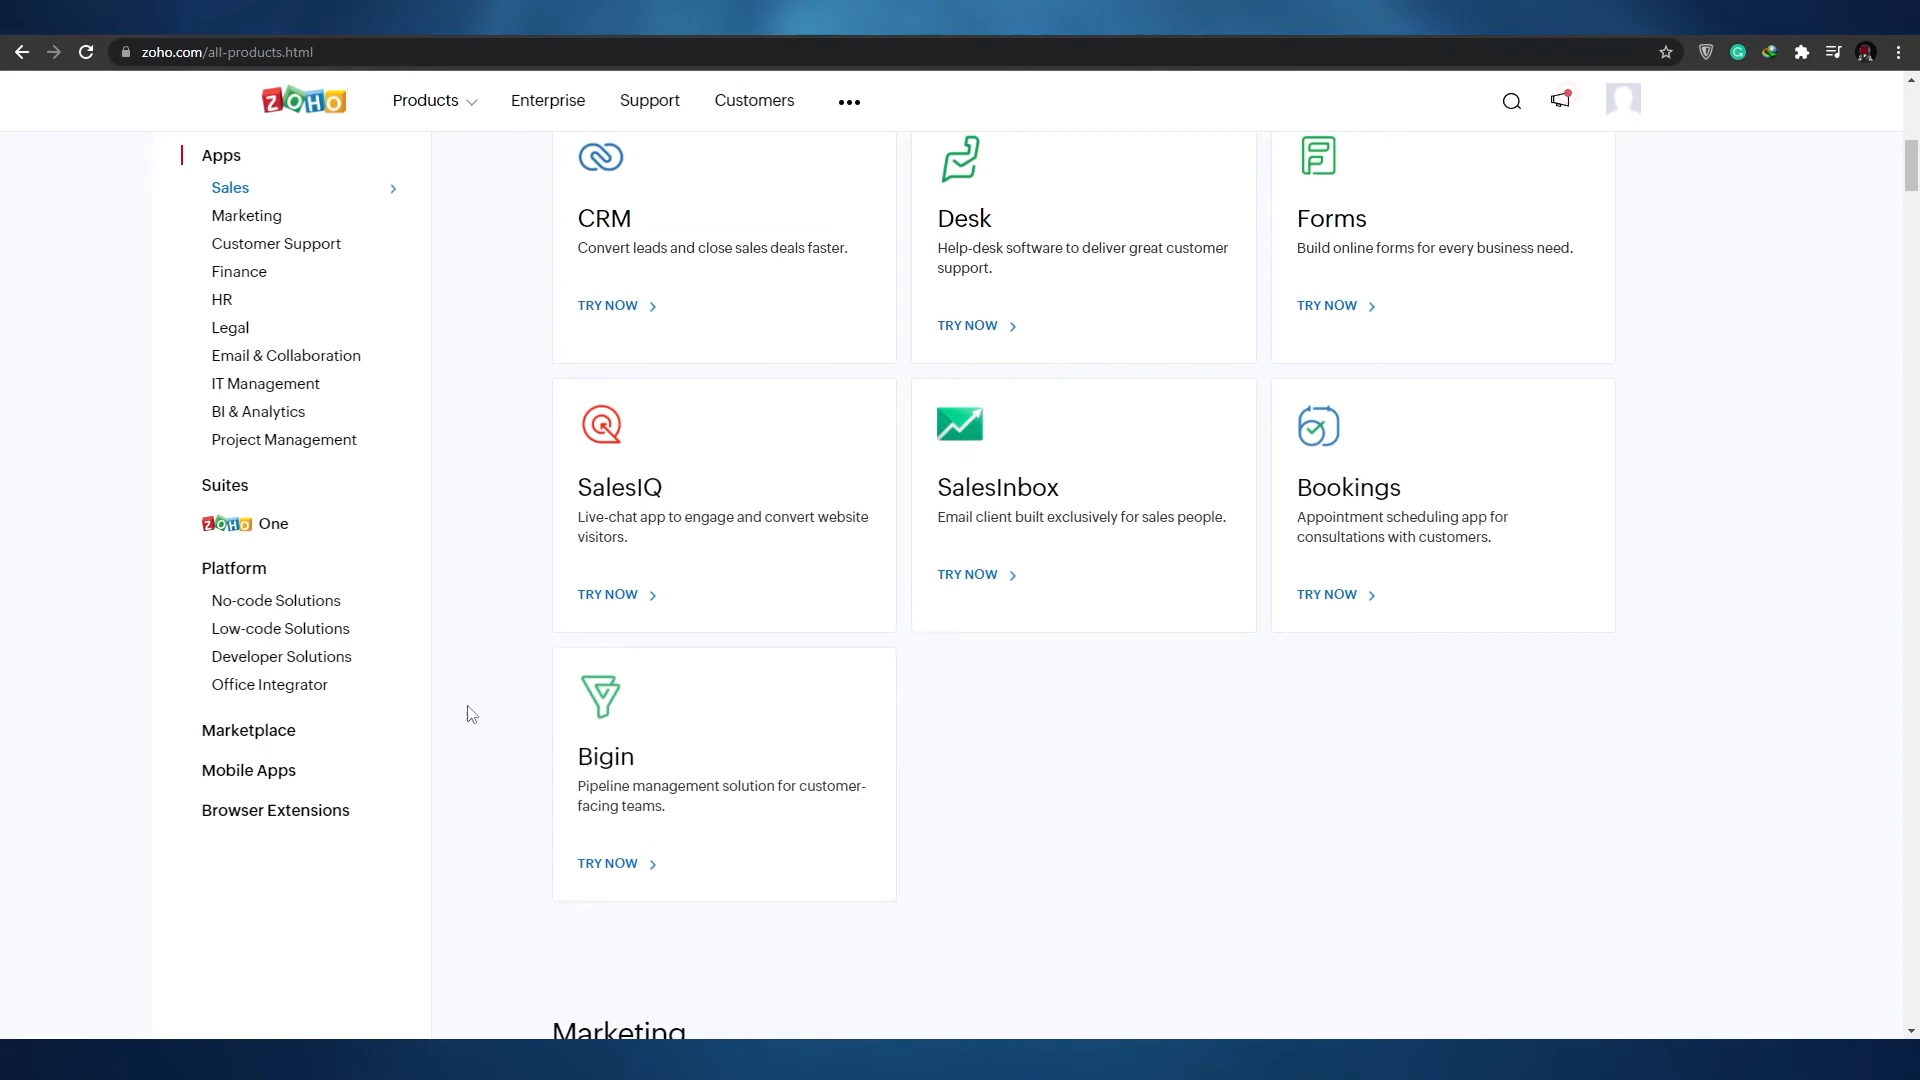 zoho.com/all-products.html
ZOHO
Products
Enterprise
Support
Customers
Apps
Sales
Marketing
Customer Support
Finance
HR
Legal
Email & Collaboration
IT Management
BI & Analytics
Project Management
Suites
ZOHO One
Platform
No-code Solutions
Low-code Solutions
Developer Solutions
Office Integrator
Marketplace
Mobile Apps
Browser Extensions
CRM
Convert leads and close sales deals faster.
TRY NOW
Desk
Help-desk software to deliver great customer
support.
TRY NOW
Forms
Build online forms for every business need.
TRY NOW
SalesIQ
Live-chat app to engage and convert website
visitors.
TRY NOW
SalesInbox
Email client built exclusively for sales people.
TRY NOW
Bookings
Appointment scheduling app for
consultations with customers.
TRY NOW
Bigin
Pipeline management solution for customer-
facing teams.
TRY NOW
Marketing